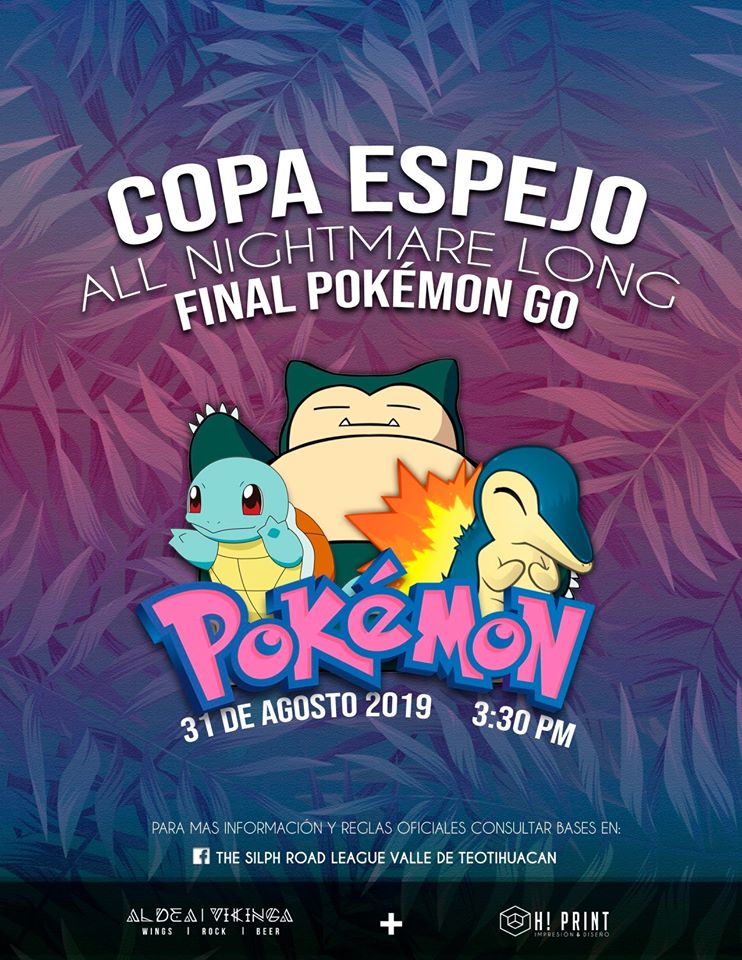 COPA ESPEJO
ALL NIGHTMARE LONG
FINAL POKÉMON GO
POKéMON
31 DE AGOSTO 2019 3:30 PM
PARA MAS INFORMACIÓN Y REGLAS OFICIALES CONSULTAR BASES EN:
f THE SILPH ROAD LEAGUE VALLE DE TEOTIHUACAN
ALDEA | VIKINGA + H! PRINT
WINGS | ROCK | BEER IMPRESIÓN & DISEÑO